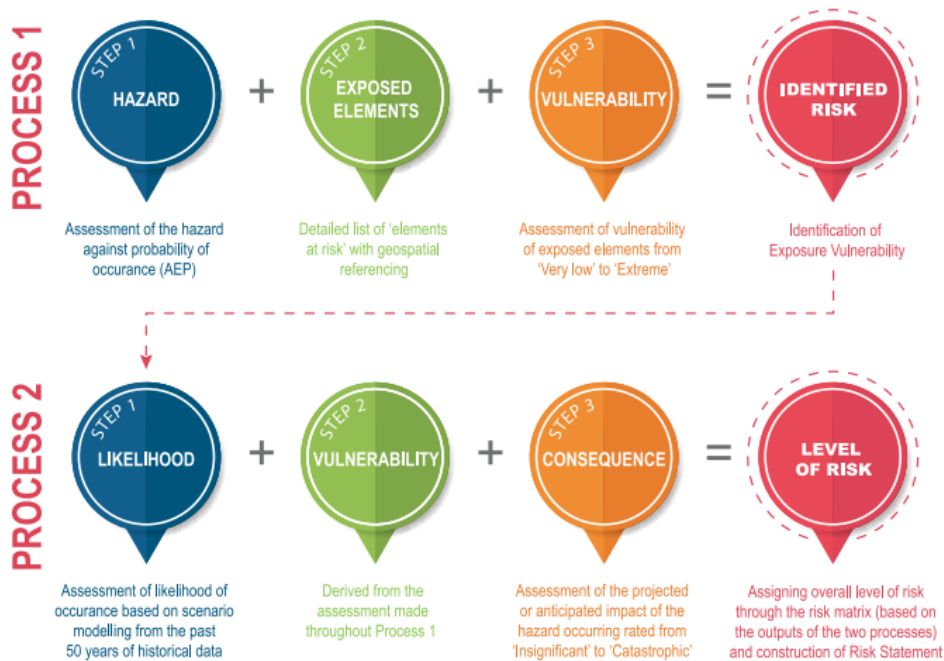 PROCESS 1
STEP 1
HAZARD
+
STEP 2
EXPOSED
ELEMENTS
+
STEP 3
VULNERABILITY
=
IDENTIFIED
RISK
Assessment of the hazard
against probability of
occurance (AEP)
Detailed list of ‘elements
at risk’ with geospatial
referencing
Assessment of vulnerability
of exposed elements from
‘Very low’ to ‘Extreme’
Identification of
Exposure Vulnerability
PROCESS 2
STEP 1
LIKELIHOOD
+
STEP 2
VULNERABILITY
+
STEP 3
CONSEQUENCE
=
LEVEL
OF RISK
Assessment of likelihood of
occurance based on scenario
modelling from the past
50 years of historical data
Derived from the
assessment made
throughout Process 1
Assessment of the projected
or anticipated impact of the
hazard occurring rated from
‘Insignificant’ to ‘Catastrophic’
Assigning overall level of risk
through the risk matrix (based
on the outputs of the two processes)
and construction of Risk Statement